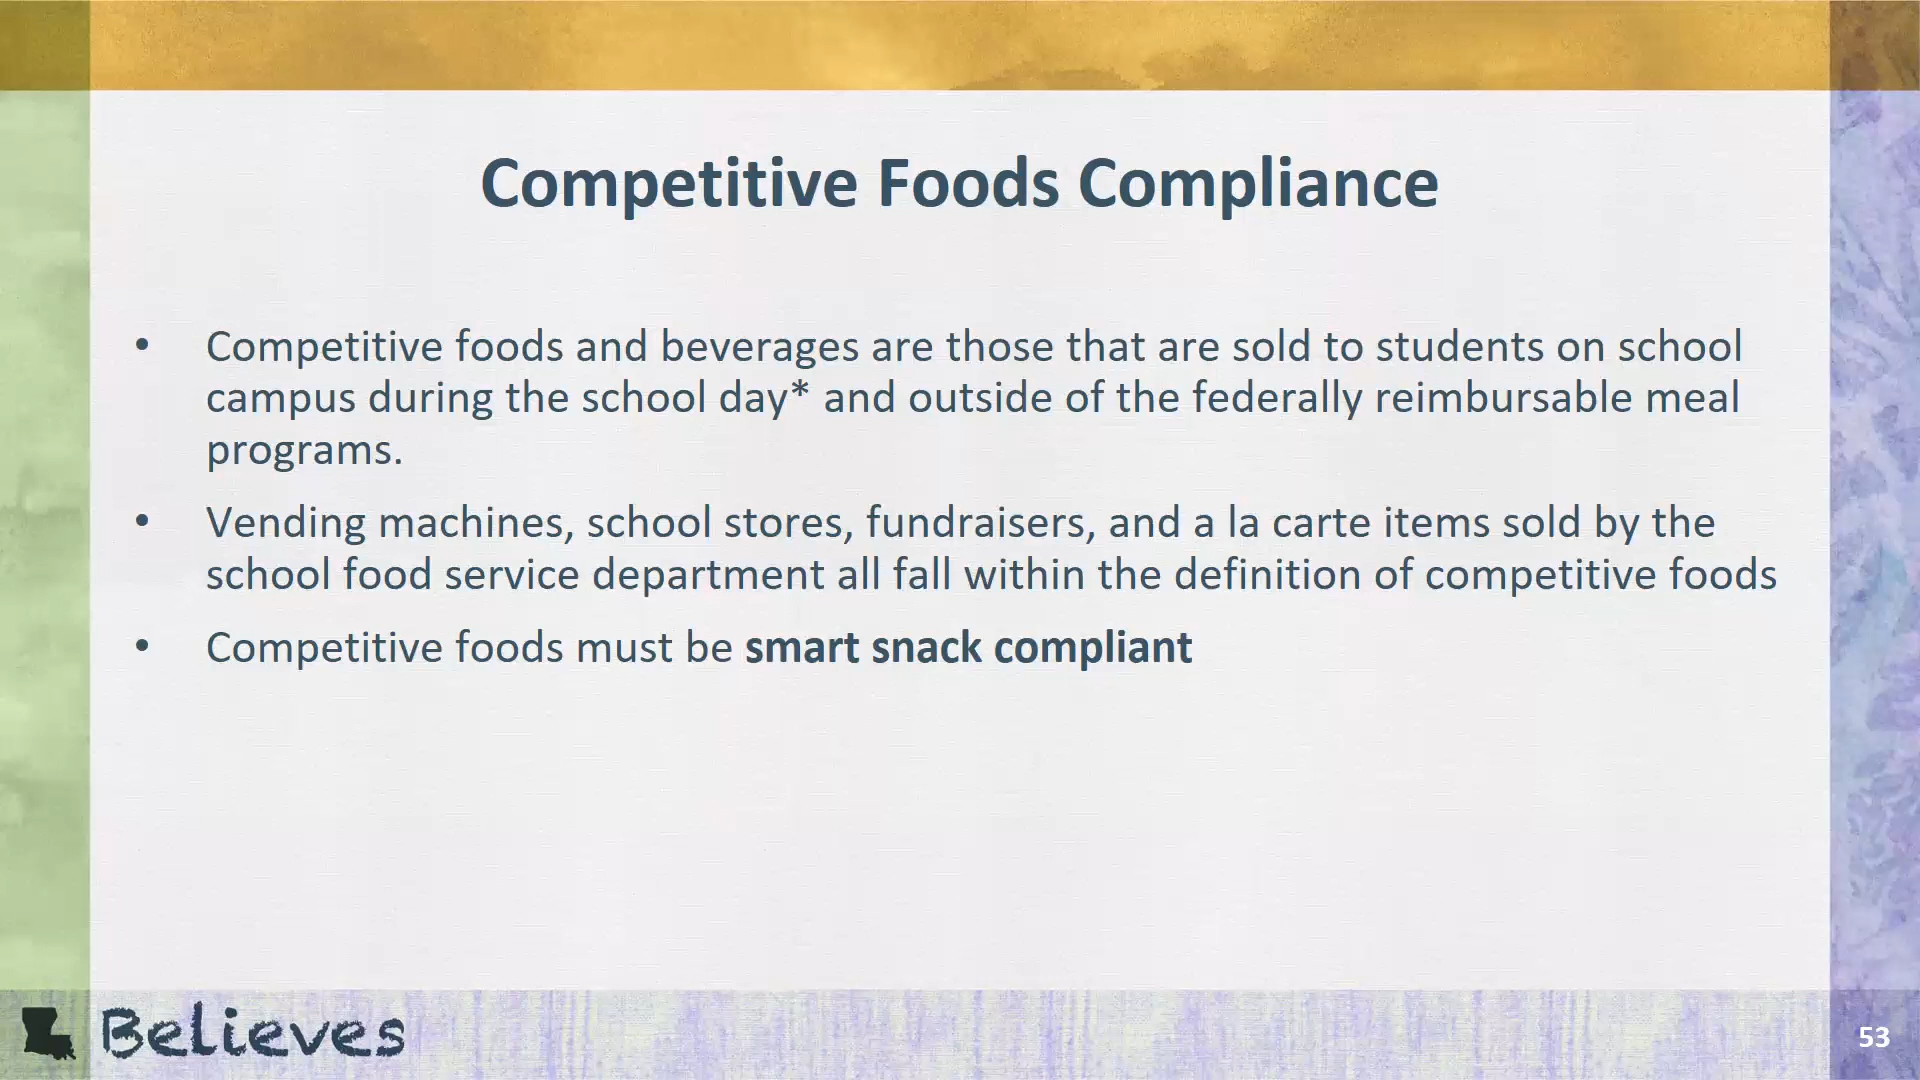 Competitive Foods Compliance
• Competitive foods and beverages are those that are sold to students on school
campus during the school day* and outside of the federally reimbursable meal
programs.
• Vending machines, school stores, fundraisers, and a la carte items sold by the
school food service department all fall within the definition of competitive foods
• Competitive foods must be smart snack compliant
Believes
53